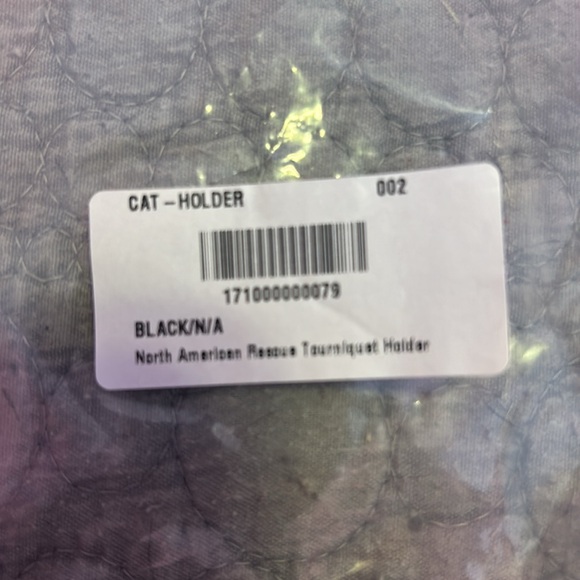 CAT – HOLDER 002
171000000079
BLACK/N/A
North American Rescue Tourniquet Holder